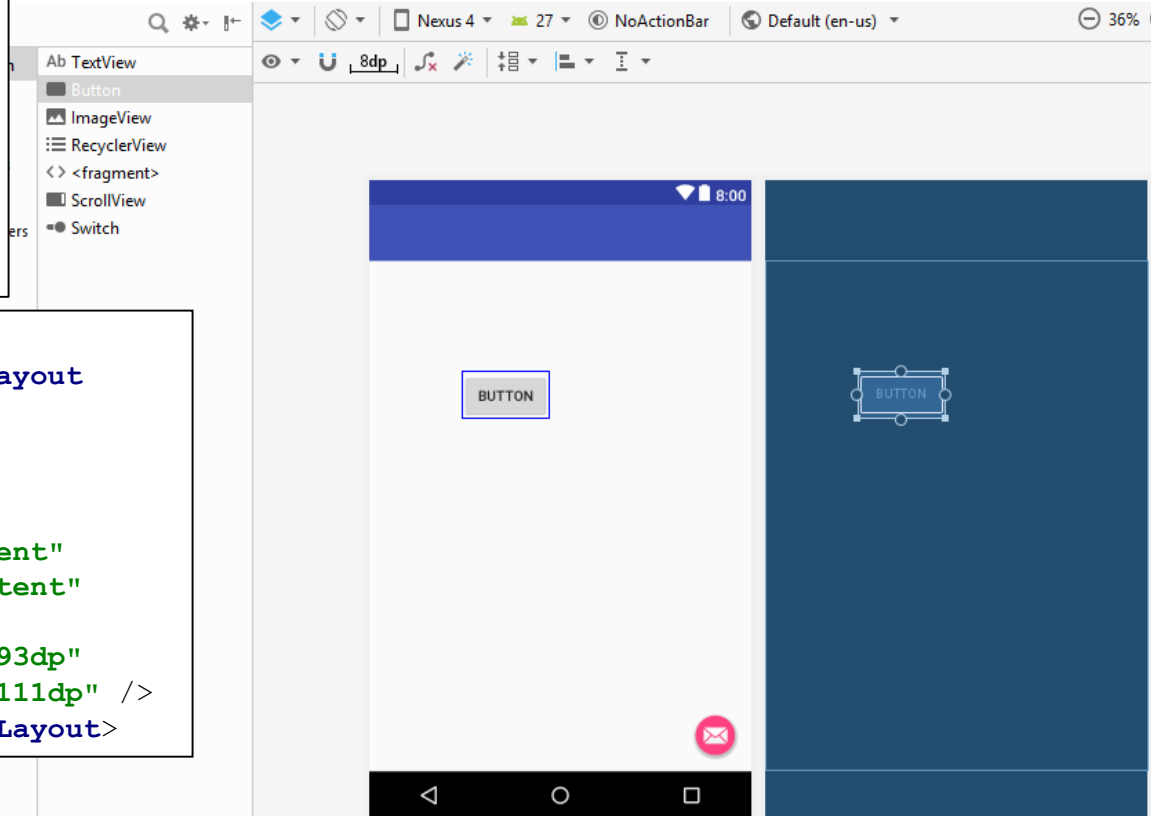 Nexus 4 27 NoActionBar Default (en-us) 36%
8dp
Ab TextView
Button
ImageView
RecyclerView
<> <fragment>
ScrollView
ers
Switch
8:00
BUTTON
BUTTON
ayout
ent"
tent"
93dp"
111dp" />
Layout>